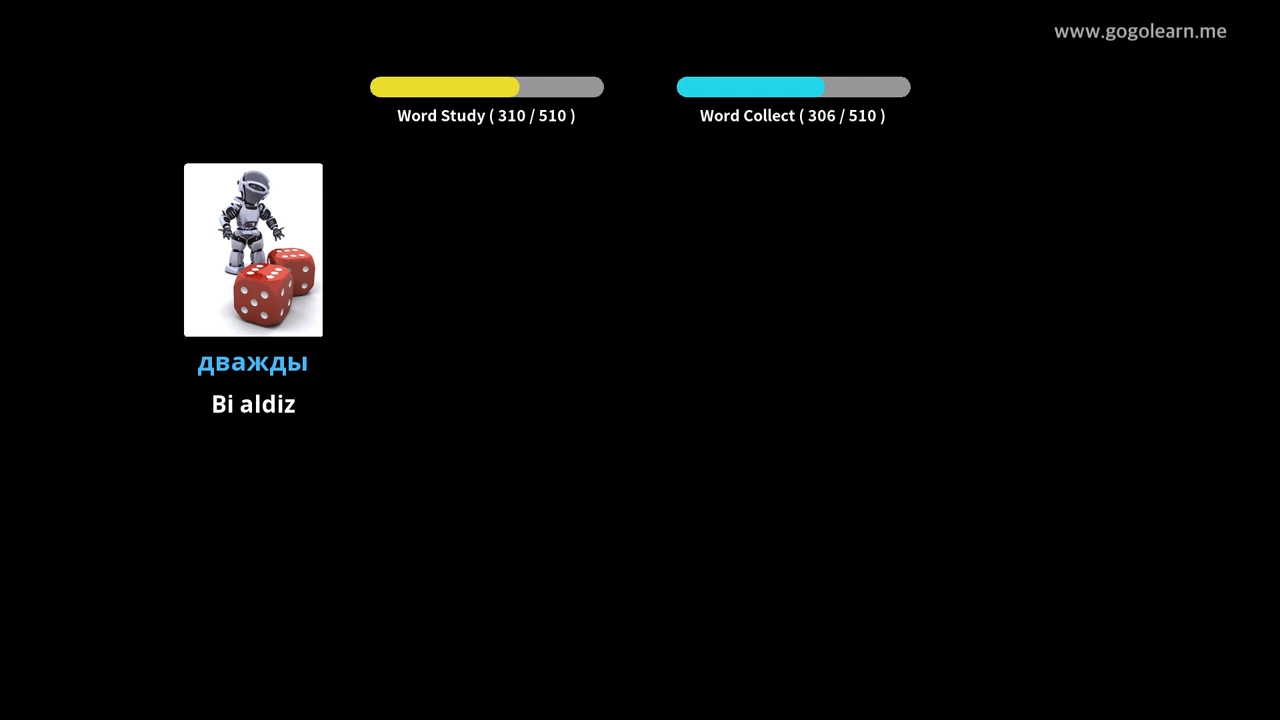 www.gogolearn.me
Word Study ( 310 / 510 )
Word Collect ( 306 / 510 )
дважды
Bi aldiz